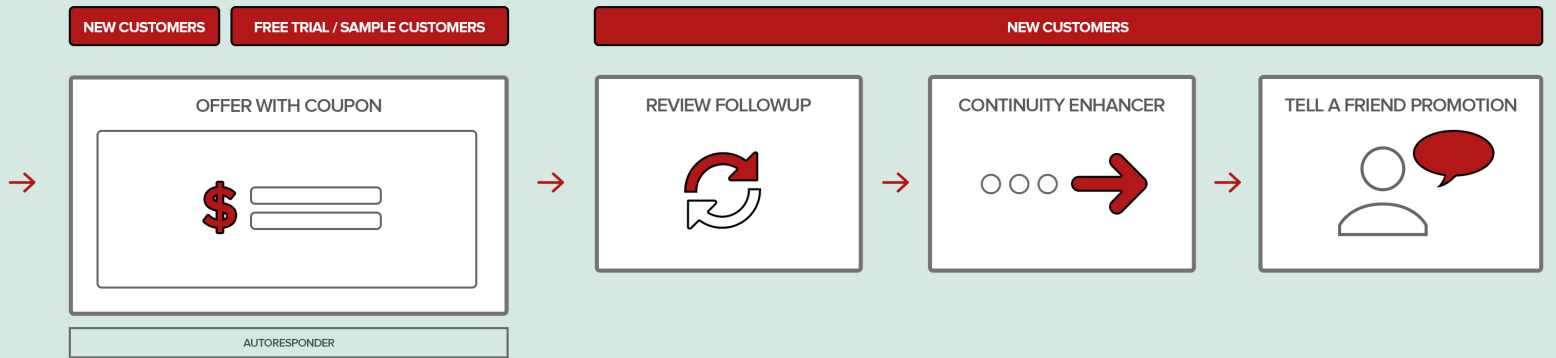 NEW CUSTOMERS
FREE TRIAL / SAMPLE CUSTOMERS
NEW CUSTOMERS
OFFER WITH COUPON
$
REVIEW FOLLOWUP
CONTINUITY ENHANCER
TELL A FRIEND PROMOTION
AUTORESPONDER